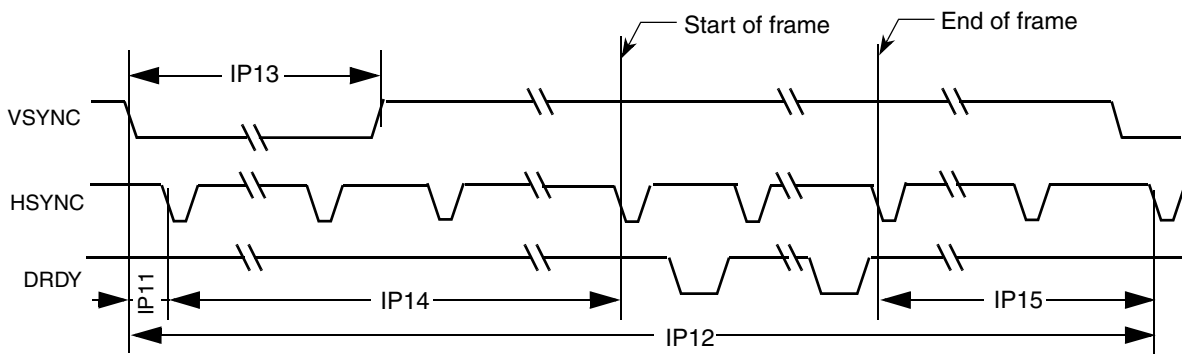 Start of frame
End of frame
IP13
VSYNC
HSYNC
DRDY
IP11
IP14
IP15
IP12